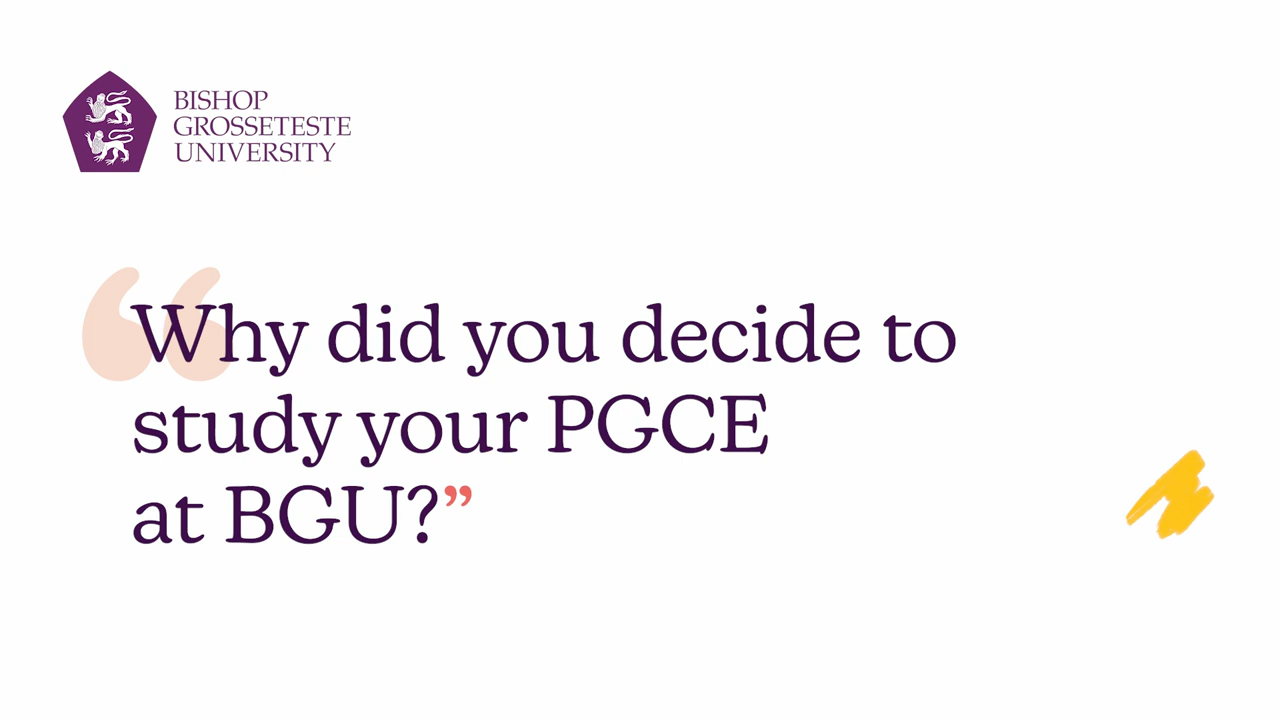 BISHOP
GROSSETESTE
UNIVERSITY
“Why did you decide to
study your PGCE
at BGU?”